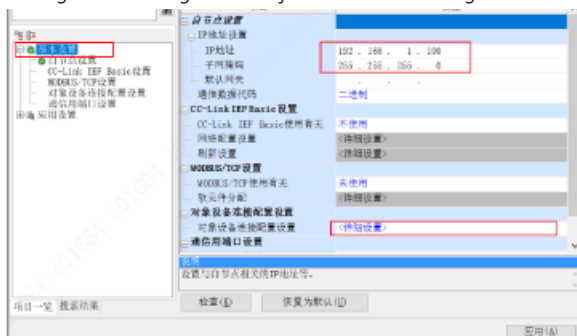 自节点设置
IP地址设置
IP地址 192 . 168 . 1 . 100
子网掩码 255 . 255 . 255 . 0
默认网关 . . .
通信数据代码 二进制
CC-Link IEF Basic设置
CC-Link IEF Basic使用有无 不使用
网络配置设置 <详细设置>
刷新设置 <详细设置>
MODBUS/TCP设置
MODBUS/TCP使用有无 未使用
软元件分配 <详细设置>
对象设备连接配置设置
对象设备连接配置设置 <详细设置>
通信用端口设置
基本设置
自节点设置
CC-Link IEF Basic设置
MODBUS/TCP设置
对象设备连接配置设置
通信用端口设置
应用设置
说明
设置与自节点相关的IP地址等。
项目一览 搜索结果
检查(K) 恢复为默认(U)
应用(A)
401684